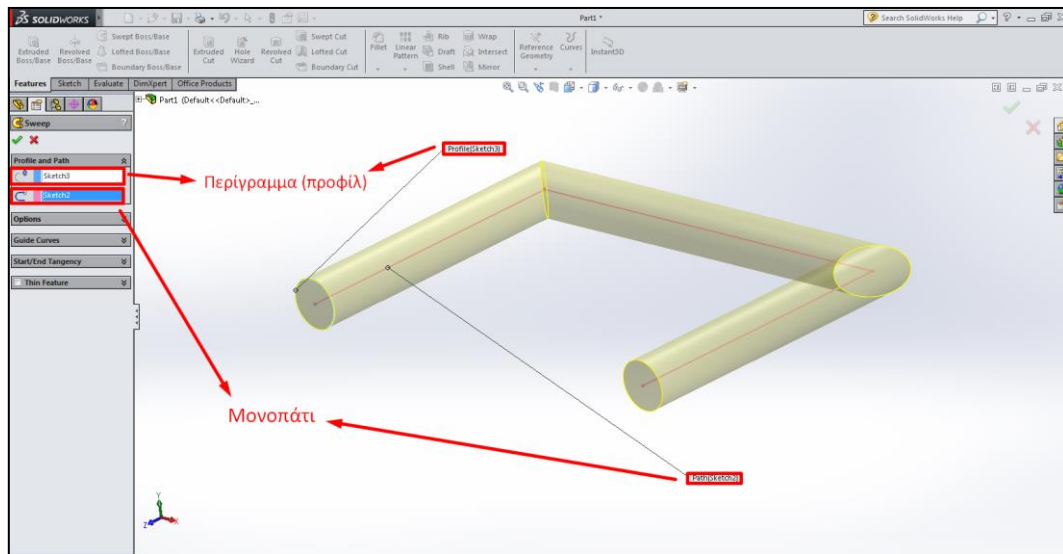 SOLIDWORKS
Part1 *
Search SolidWorks Help
Extruded Boss/Base
Revolved Boss/Base
Swept Boss/Base
Lofted Boss/Base
Boundary Boss/Base
Extruded Cut
Hole Wizard
Revolved Cut
Swept Cut
Lofted Cut
Boundary Cut
Fillet
Linear Pattern
Rib
Draft
Shell
Wrap
Intersect
Mirror
Reference Geometry
Curves
Instant3D
Features Sketch Evaluate DimXpert Office Products
Part1 (Default<<Default>_...
Sweep ?
Profile and Path
Sketch3
Sketch2
Options
Guide Curves
Start/End Tangency
Thin Feature
Profile(Sketch3)
Περίγραμμα (προφίλ)
Μονοπάτι
Path(Sketch2)
Y
Z
X